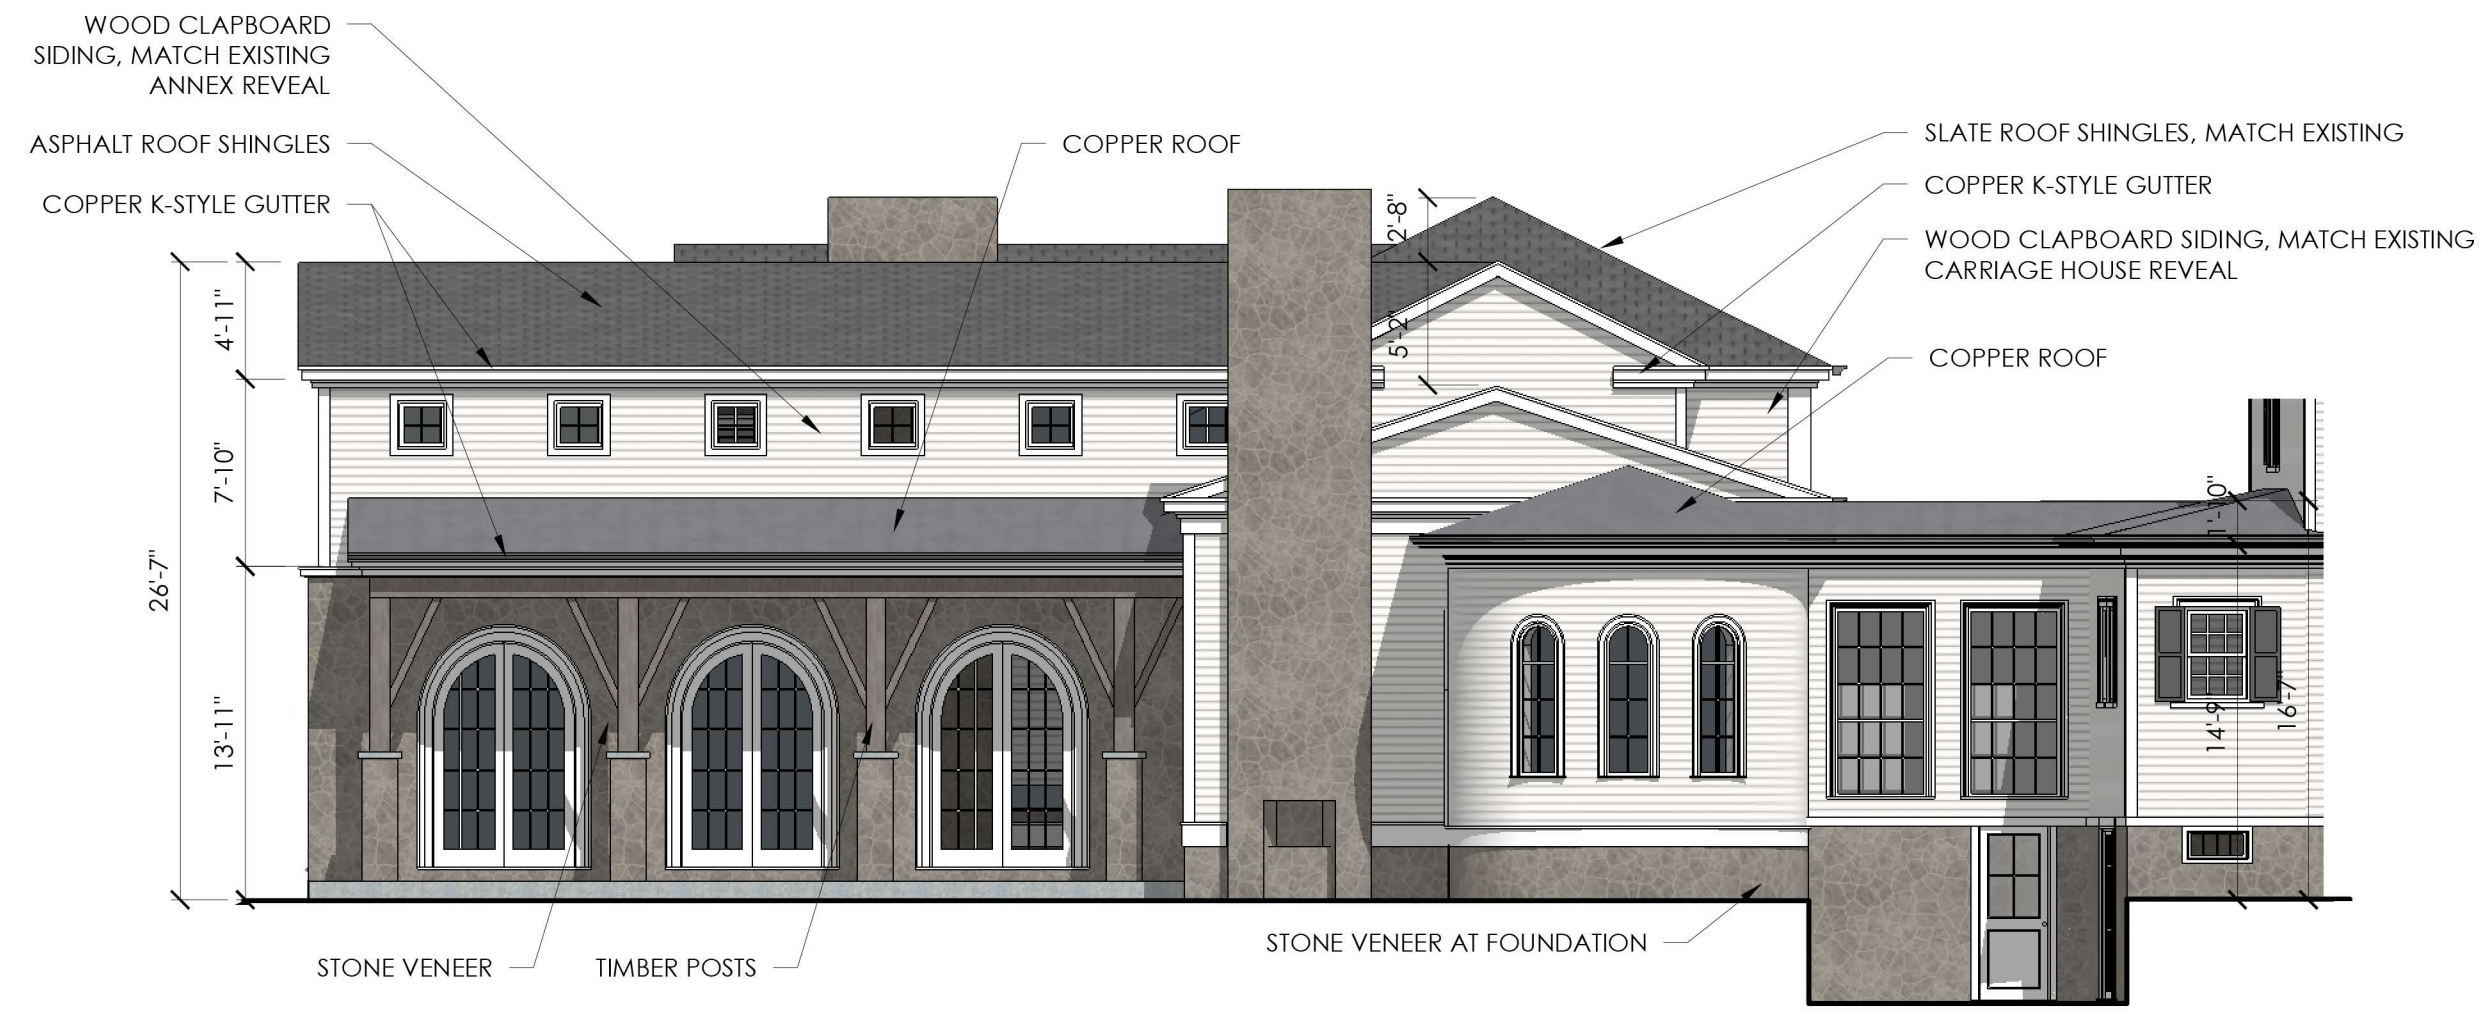 WOOD CLAPBOARD
SIDING, MATCH EXISTING
ANNEX REVEAL
ASPHALT ROOF SHINGLES
COPPER K-STYLE GUTTER
COPPER ROOF
SLATE ROOF SHINGLES, MATCH EXISTING
COPPER K-STYLE GUTTER
WOOD CLAPBOARD SIDING, MATCH EXISTING
CARRIAGE HOUSE REVEAL
COPPER ROOF
2'-8"
5'-2"
4'-11"
7'-10"
26'-7"
13'-11"
1'-10"
14'-9"
16'-7"
STONE VENEER
TIMBER POSTS
STONE VENEER AT FOUNDATION